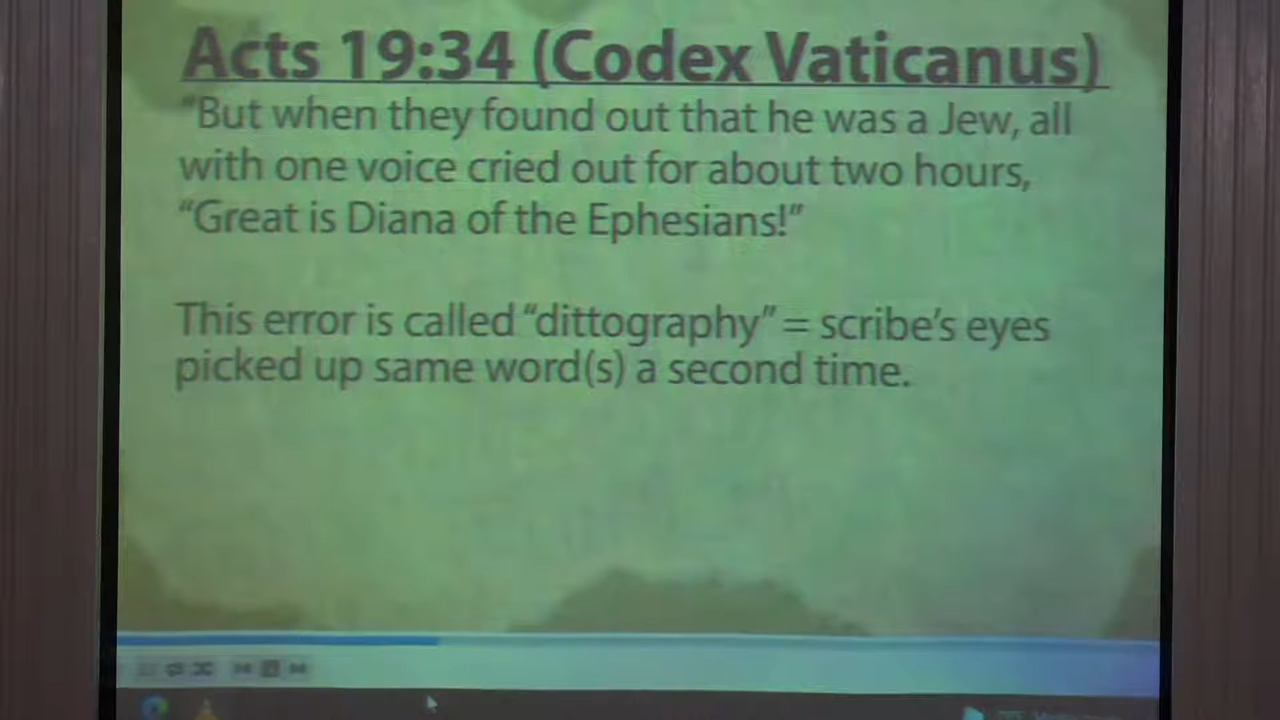 Acts 19:34 (Codex Vaticanus)
"But when they found out that he was a Jew, all
with one voice cried out for about two hours,
“Great is Diana of the Ephesians!”
This error is called “dittography” = scribe’s eyes
picked up same word(s) a second time.